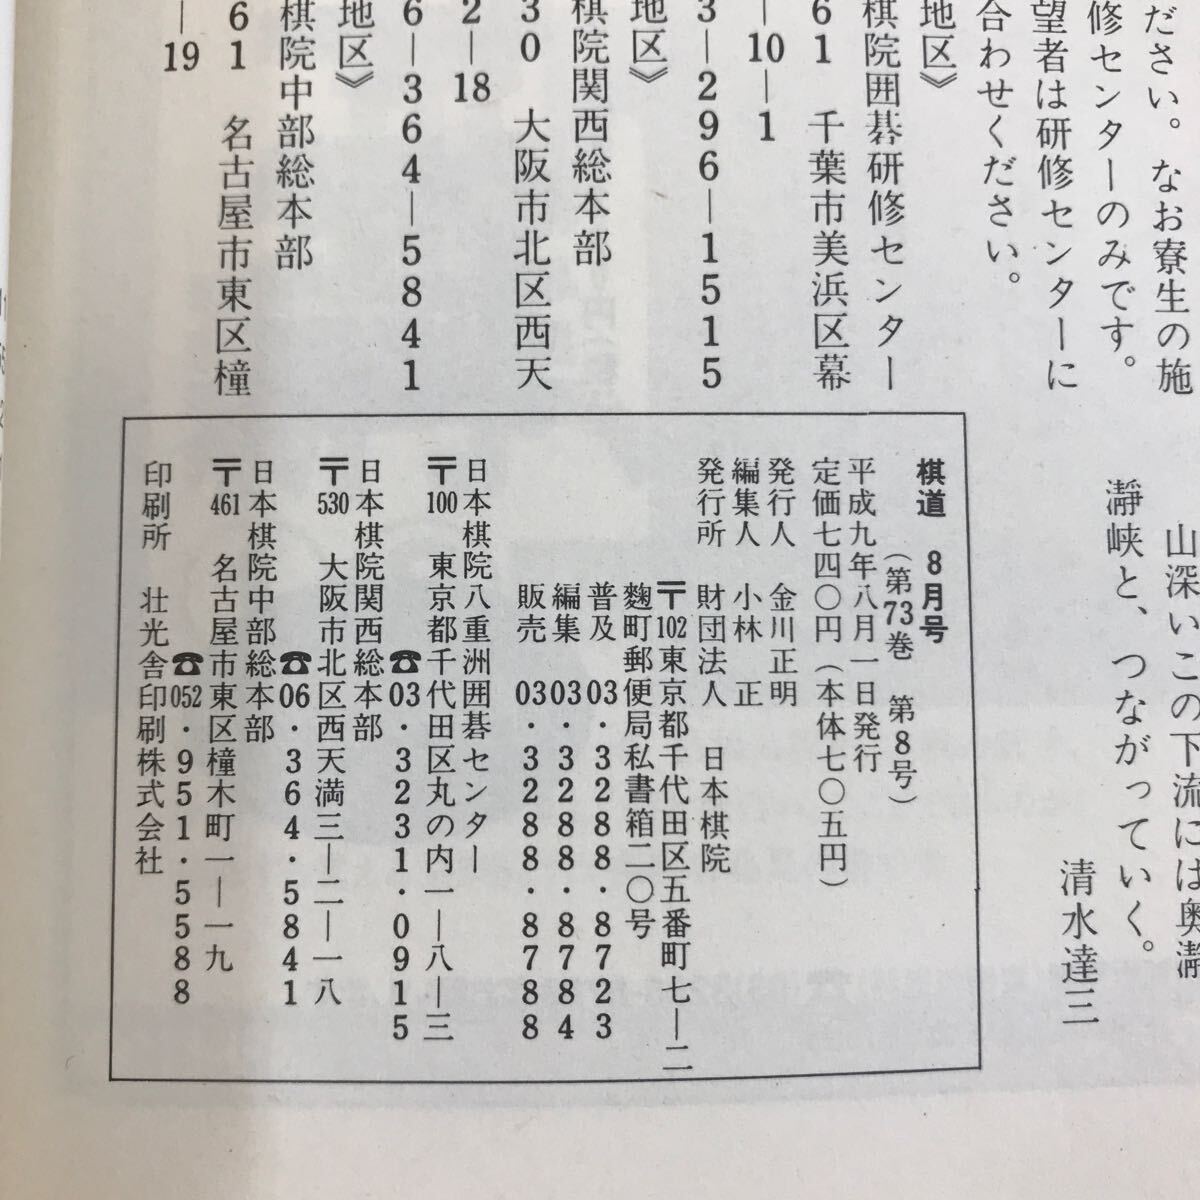 ださい。なお寮生の施
修センターのみです。
望者は研修センターに
合わせください。
地区》
棋院囲碁研修センター
61　千葉市美浜区幕
—10—1
3—296—1515
地区》
棋院関西総本部
30　大阪市北区西天
2—18
6—364—5841
地区》
棋院中部総本部
61　名古屋市東区橦
—19
山深いこの下流には奥瀞
瀞峡と、つながっていく。
清水達三
棋道　8月号
（第73巻　第8号）
平成九年八月一日発行
定価七四〇円（本体七〇五円）
発行人　金川正明
編集人　小林　正
発行所　財団法人　日本棋院
〒102東京都千代田区五番町七—二
麴町郵便局私書箱二〇号
普及　03・3288・8723
編集　03・3288・8784
販売　03・3288・8788
日本棋院八重洲囲碁センター
〒100　東京都千代田区丸の内一—八—三
☎03・3231・0915
日本棋院関西総本部
〒530　大阪市北区西天満三—二—一八
☎06・364・5841
日本棋院中部総本部
〒461　名古屋市東区橦木町一—一九
☎052・951・5588
印刷所　壮光舎印刷株式会社